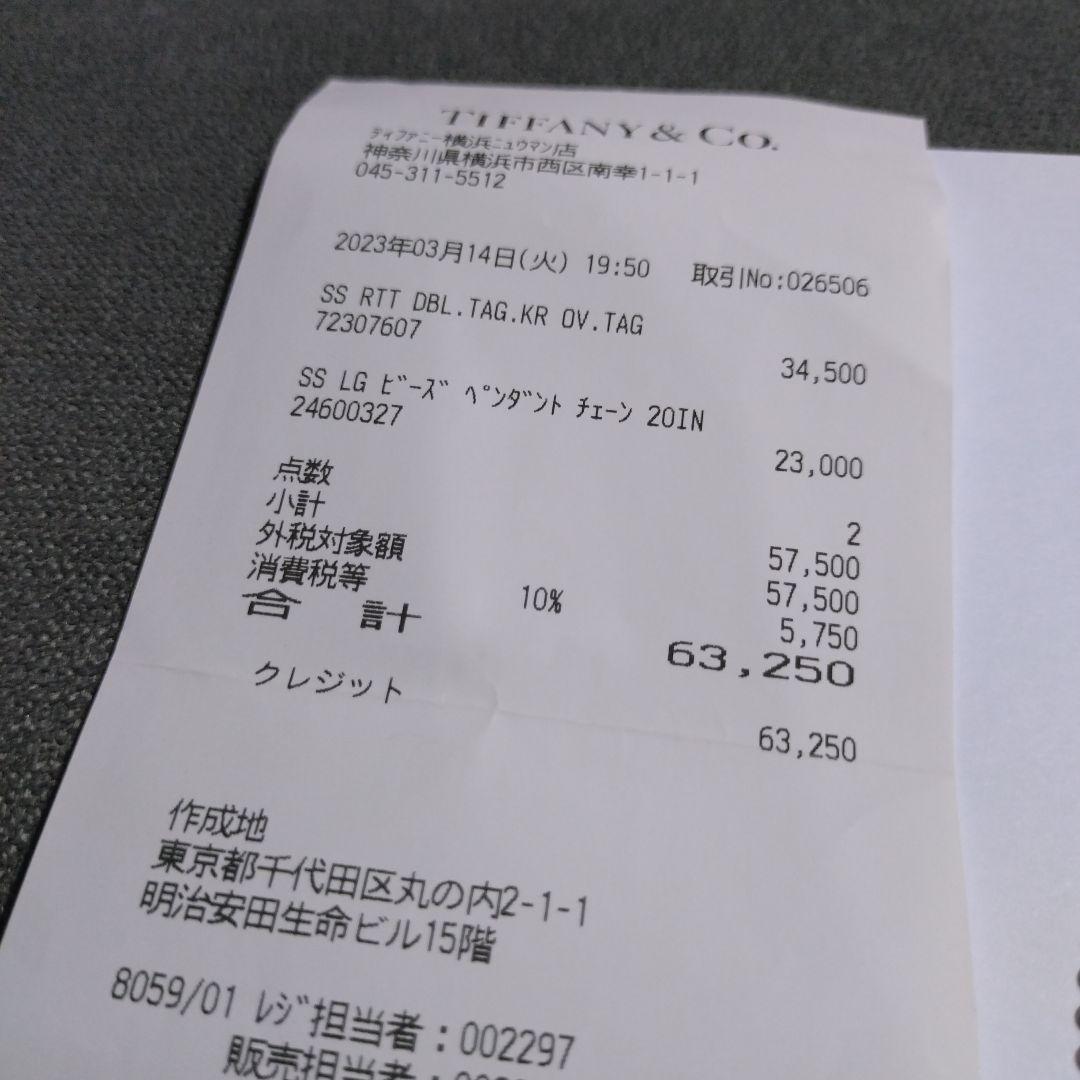 TIFFANY & CO.
ティファニー横浜ニュウマン店
神奈川県横浜市西区南幸1-1-1
045-311-5512
2023年03月14日(火) 19:50 取引No:026506
SS RTT DBL.TAG.KR OV.TAG
72307607
34,500
SS LG ビーズ ペンダント チェーン 20IN
24600327
23,000
点数 2
小計 57,500
外税対象額 57,500
消費税等 10% 5,750
合 計 63,250
クレジット 63,250
作成地
東京都千代田区丸の内2-1-1
明治安田生命ビル15階
8059/01 レジ担当者:002297
販売担当者: